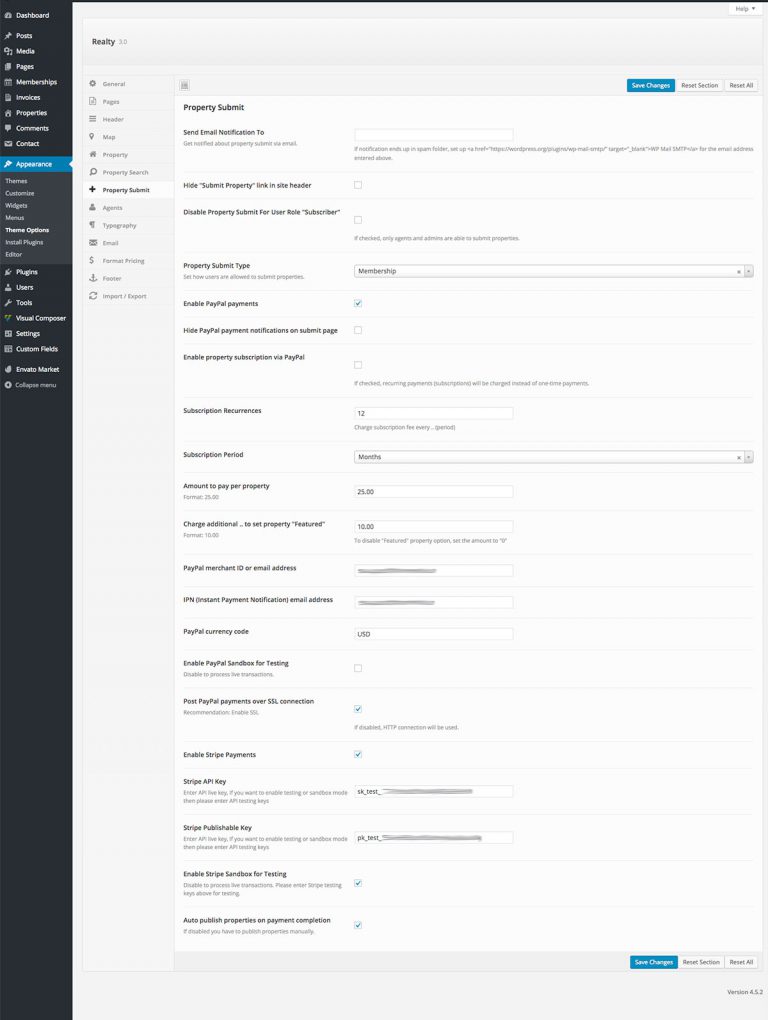 Help
Dashboard
Posts
Media
Pages
Memberships
Invoices
Properties
Comments
Contact
Appearance
Themes
Customize
Widgets
Menus
Theme Options
Install Plugins
Editor
Plugins
Users
Tools
Visual Composer
Settings
Custom Fields
Envato Market
Collapse menu
Realty 3.0
General
Pages
Header
Map
Property
Property Search
Property Submit
Agents
Typography
Email
Format Pricing
Footer
Import / Export
Save Changes Reset Section Reset All
Property Submit
Send Email Notification To
Get notified about property submit via email.
If notification ends up in spam folder, set up <a href="https://wordpress.org/plugins/wp-mail-smtp/" target="_blank">WP Mail SMTP</a> for the email address
entered above.
Hide "Submit Property" link in site header
Disable Property Submit For User Role "Subscriber"
If checked, only agents and admins are able to submit properties.
Property Submit Type
Set how users are allowed to submit properties.
Membership
Enable PayPal payments
Hide PayPal payment notifications on submit page
Enable property subscription via PayPal
If checked, recurring payments (subscriptions) will be charged instead of one-time payments.
Subscription Recurrences
12
Charge subscription fee every... (period)
Subscription Period
Months
Amount to pay per property
Format: 25.00
25.00
Charge additional .. to set property "Featured"
Format: 10.00
10.00
To disable "Featured" property option, set the amount to "0"
PayPal merchant ID or email address
IPN (Instant Payment Notification) email address
PayPal currency code
USD
Enable PayPal Sandbox for Testing
Disable to process live transactions.
Post PayPal payments over SSL connection
Recommendation: Enable SSL
If disabled, HTTP connection will be used.
Enable Stripe Payments
Stripe API Key
Enter API live key, if you want to enable testing or sandbox mode
then please enter API testing keys
sk_test_
Stripe Publishable Key
Enter API live key, if you want to enable testing or sandbox mode
then please enter API testing keys
pk_test_
Enable Stripe Sandbox for Testing
Disable to process live transactions. Please enter Stripe testing
keys above for testing.
Auto publish properties on payment completion
If disabled you have to publish properties manually.
Save Changes Reset Section Reset All
Version 4.5.2